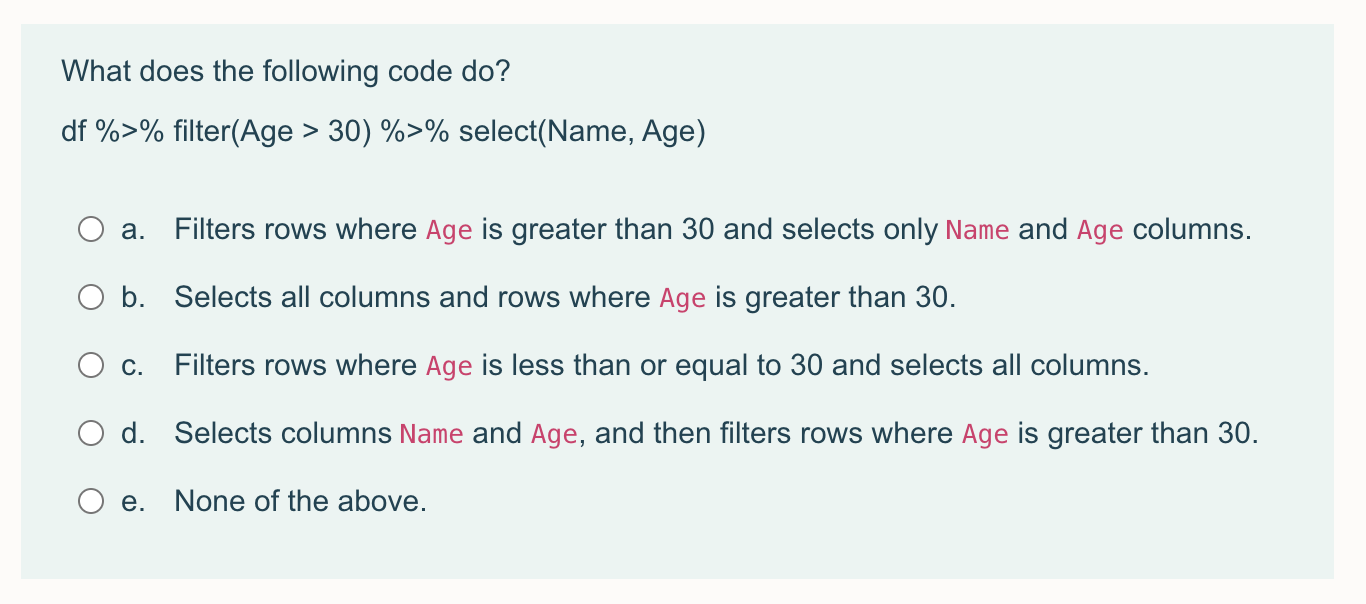 What does the following code do?
df %>% filter(Age > 30) %>% select(Name, Age)
a. Filters rows where Age is greater than 30 and selects only Name and Age columns.
b. Selects all columns and rows where Age is greater than 30.
c. Filters rows where Age is less than or equal to 30 and selects all columns.
d. Selects columns Name and Age, and then filters rows where Age is greater than 30.
e. None of the above.